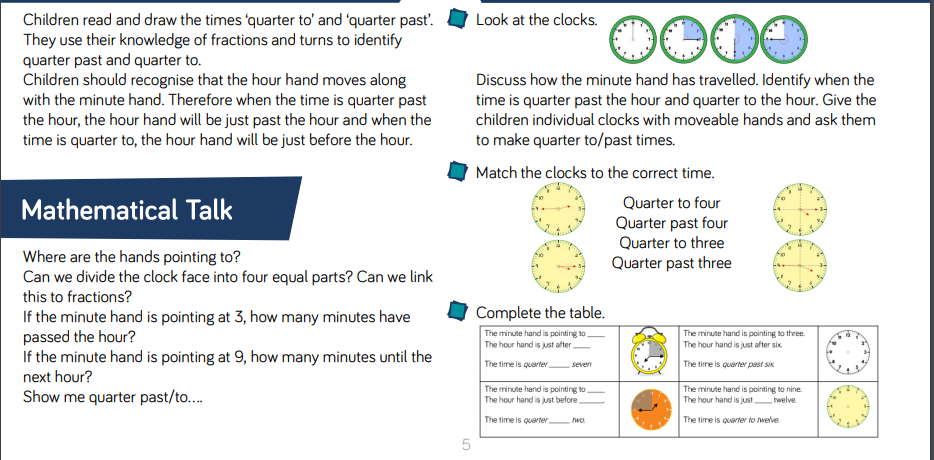 Children read and draw the times ‘quarter to’ and ‘quarter past’.
They use their knowledge of fractions and turns to identify
quarter past and quarter to.
Children should recognise that the hour hand moves along
with the minute hand. Therefore when the time is quarter past
the hour, the hour hand will be just past the hour and when the
time is quarter to, the hour hand will be just before the hour.
Mathematical Talk
Where are the hands pointing to?
Can we divide the clock face into four equal parts? Can we link
this to fractions?
If the minute hand is pointing at 3, how many minutes have
passed the hour?
If the minute hand is pointing at 9, how many minutes until the
next hour?
Show me quarter past/to....
Look at the clocks.
Discuss how the minute hand has travelled. Identify when the
time is quarter past the hour and quarter to the hour. Give the
children individual clocks with moveable hands and ask them
to make quarter to/past times.
Match the clocks to the correct time.
Quarter to four
Quarter past four
Quarter to three
Quarter past three
Complete the table.
The minute hand is pointing to ____
The hour hand is just after ____
The time is quarter ____ seven
The minute hand is pointing to three.
The hour hand is just after six.
The time is quarter past six.
The minute hand is pointing to ____
The hour hand is just before ____.
The time is quarter ____ two.
The minute hand is pointing to nine.
The hour hand is just ____ twelve.
The time is quarter to twelve.
5